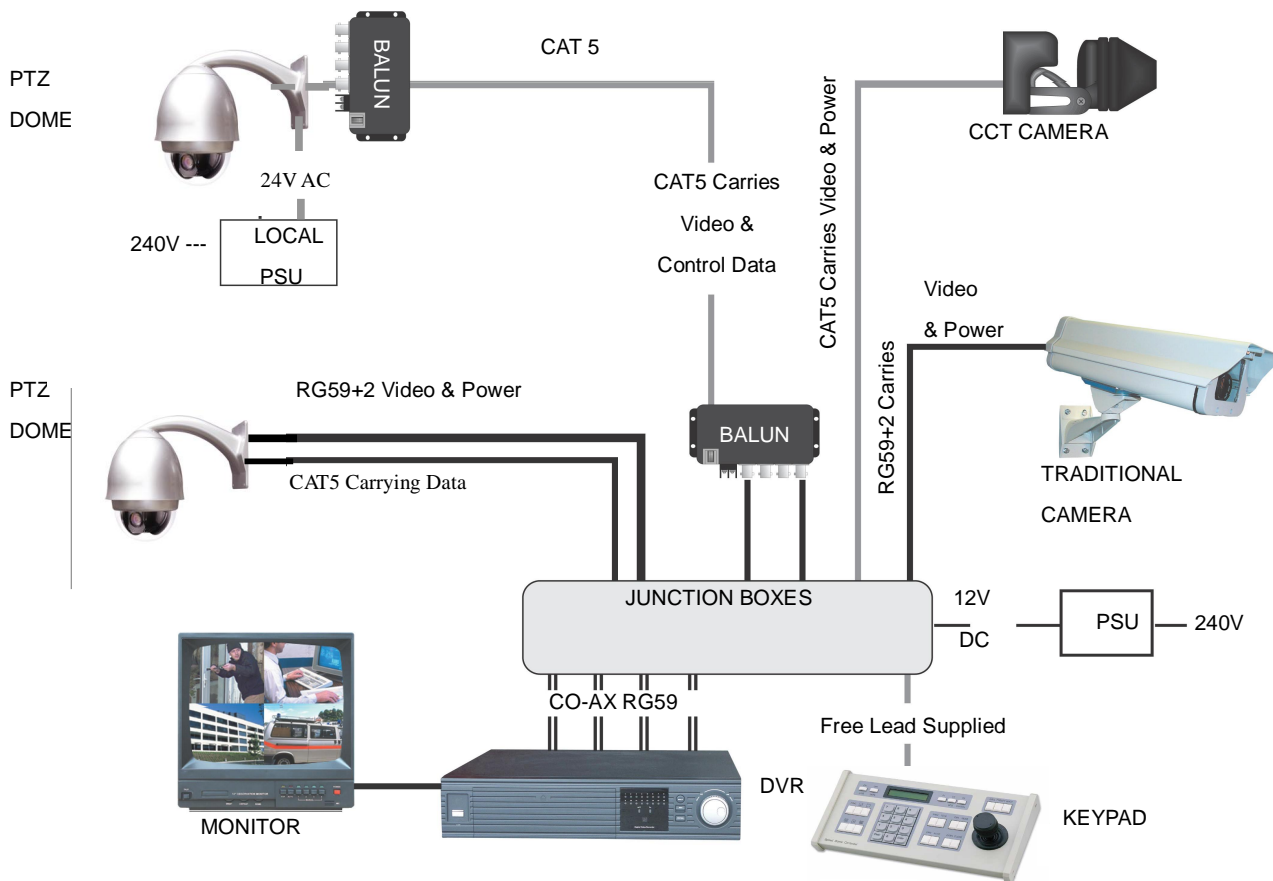 CAT 5
PTZ
DOME
BALUN
CCT CAMERA
24V AC
CAT5 Carries
Video &
Control Data
CAT5 Carries Video & Power
240V ---
LOCAL
PSU
Video
& Power
RG59+2 Carries
PTZ
DOME
RG59+2 Video & Power
CAT5 Carrying Data
BALUN
TRADITIONAL
CAMERA
JUNCTION BOXES
12V
DC
PSU
240V
CO-AX RG59
Free Lead Supplied
DVR
MONITOR
KEYPAD